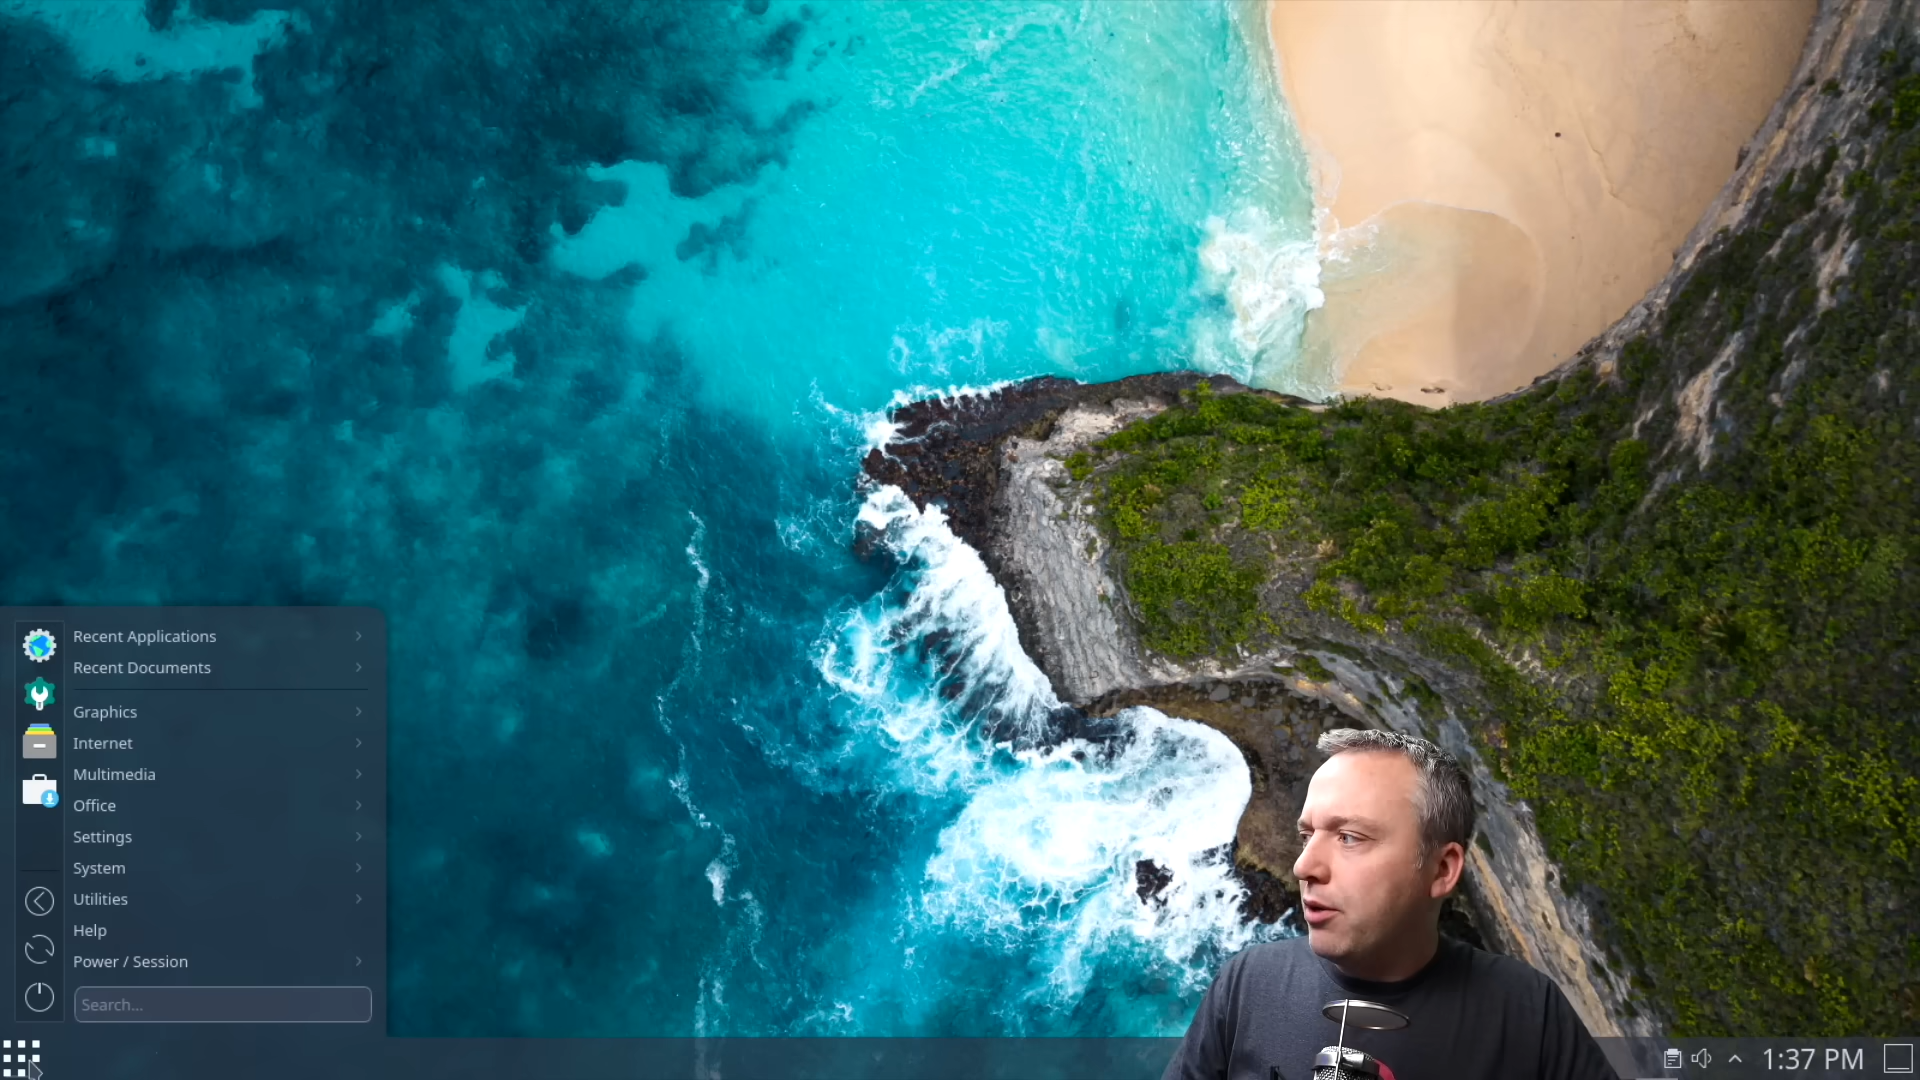 Recent Applications
Recent Documents
Graphics
Internet
Multimedia
Office
Settings
System
Utilities
Help
Power / Session
Search...
1:37 PM